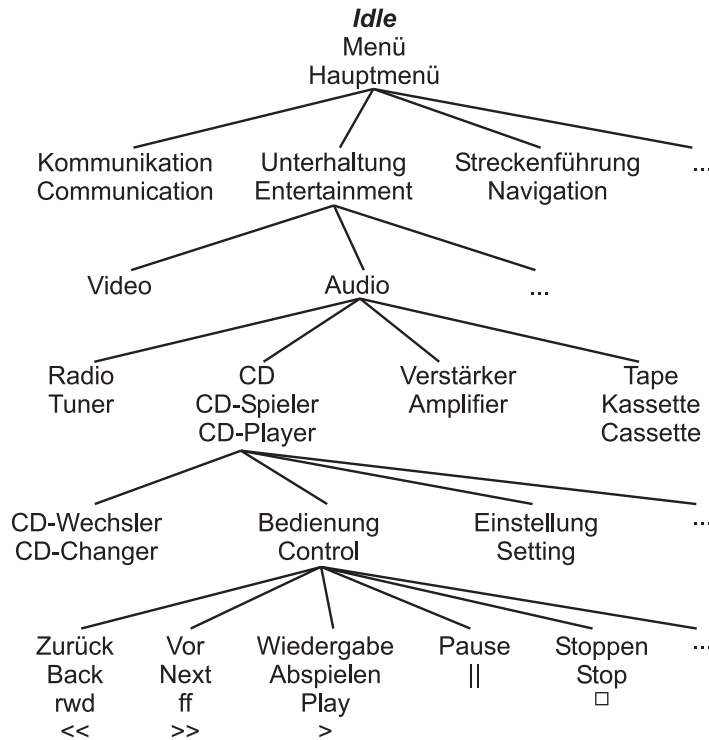 Idle
Menü
Hauptmenü
Kommunikation Unterhaltung Streckenführung ...
Communication Entertainment Navigation
Video Audio ...
Radio CD Verstärker Tape
Tuner CD-Spieler Amplifier Kassette
CD-Player Cassette
CD-Wechsler Bedienung Einstellung ...
CD-Changer Control Setting
Zurück Vor Wiedergabe Pause Stoppen ...
Back Next Abspielen || Stop
rwd ff Play □
<< >> >